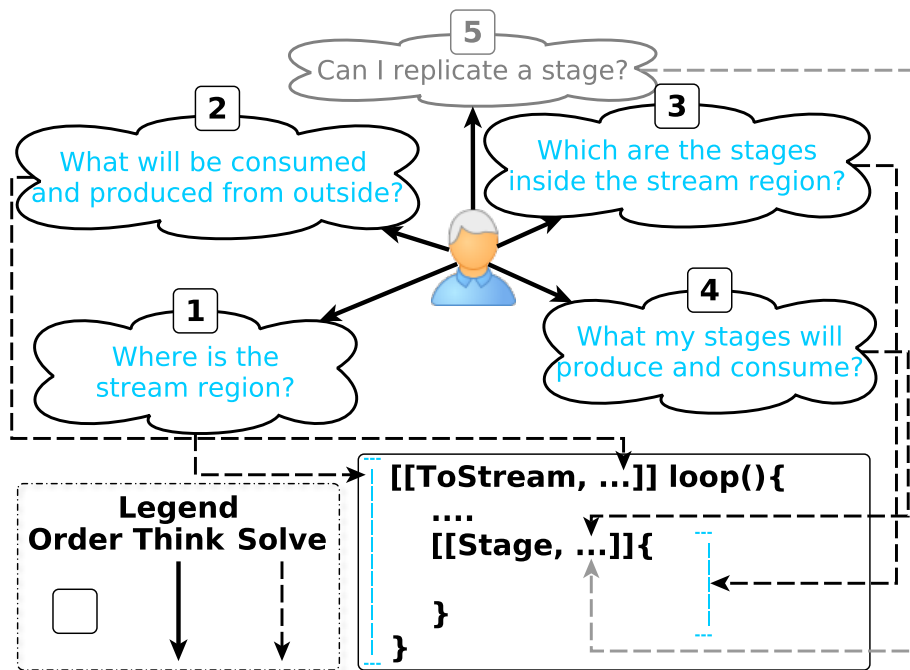 5
Can I replicate a stage?
2
What will be consumed
and produced from outside?
3
Which are the stages
inside the stream region?
1
Where is the
stream region?
4
What my stages will
produce and consume?
Legend
Order Think Solve
[[ToStream, ...]] loop(){
....
[[Stage, ...]]{
}
}